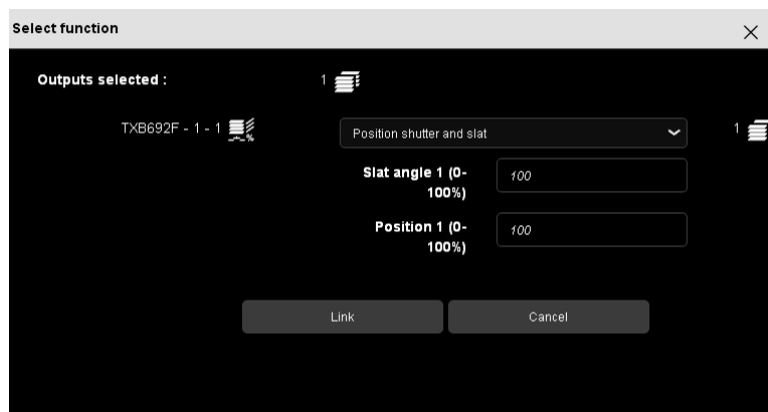 Select function
Outputs selected : 1
TXB692F - 1 - 1 Position shutter and slat 1
Slat angle 1 (0-
100%) 100
Position 1 (0-
100%) 100
Link Cancel